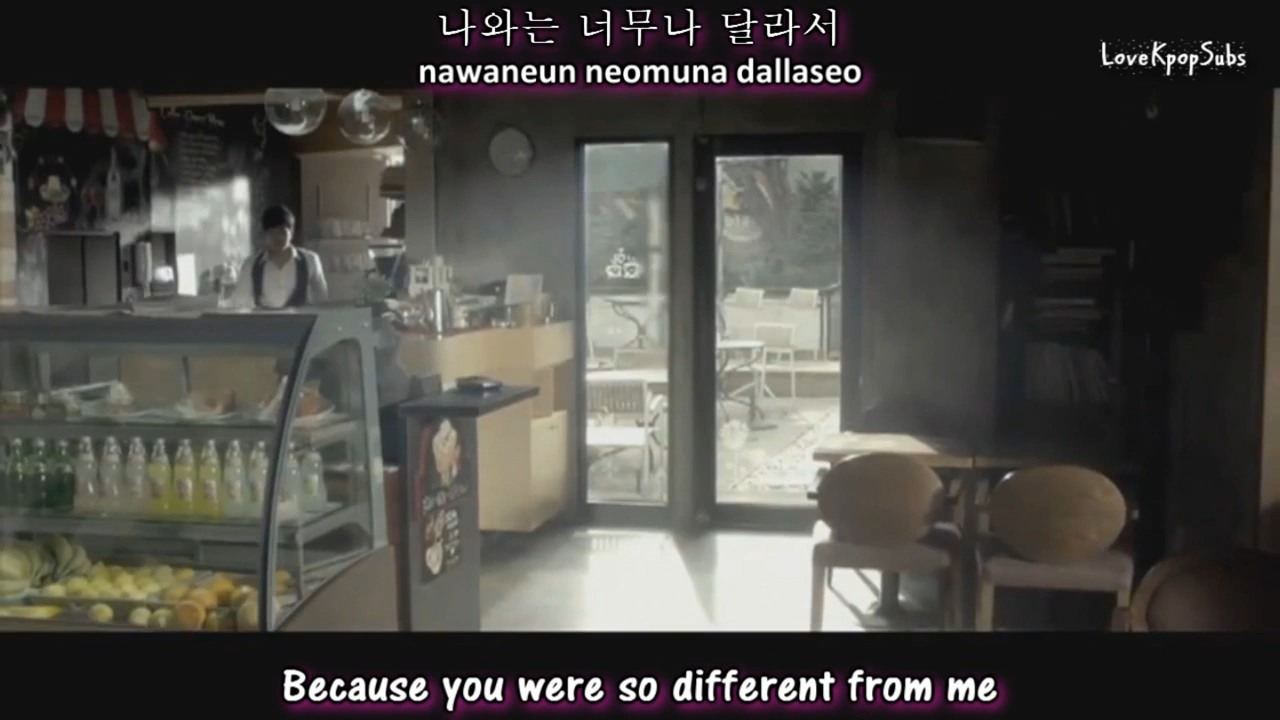 나와는 너무나 달라서
nawaneun neomuna dallaseo
LoveKpopSubs
Because you were so different from me